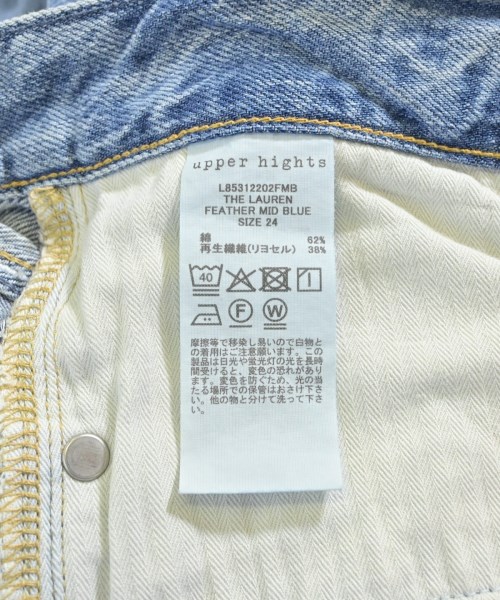 upper hights
L85312202FMB
THE LAUREN
FEATHER MID BLUE
SIZE 24
綿 62%
再生繊維(リヨセル) 38%
40
F W
摩擦等で移染し易いので白物と
の着用はご注意願います。この
製品は日光や蛍光灯の光を長時
間受けると、変色の恐れがあり
ます。変色を防ぐため、光の当
たる場所での保管はおさけ下さ
い。他の物と分けて洗って下さ
い。